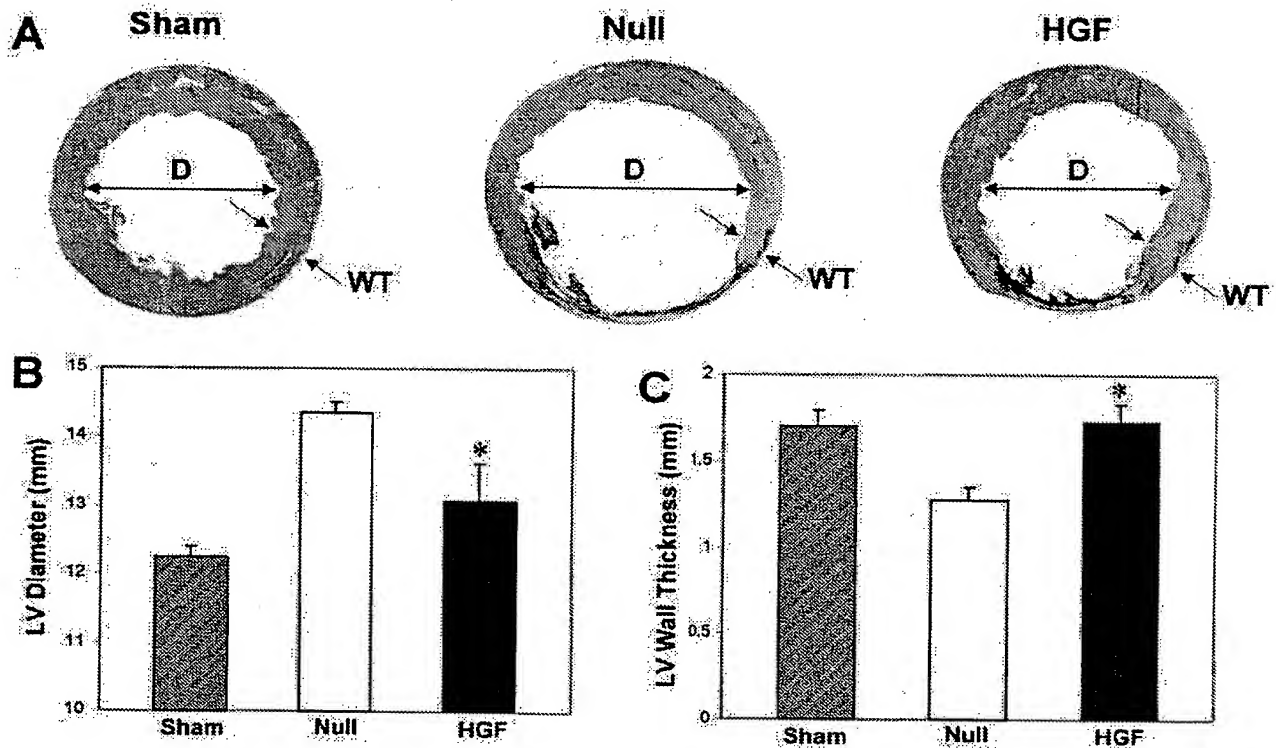 A
Sham
Null
HGF
D
WT
D
WT
D
WT
B
LV Diameter (mm)
15
14
13
12
11
10
*
Sham
Null
HGF
C
LV Wall Thickness (mm)
2
1.5
1
0.5
0
*
Sham
Null
HGF